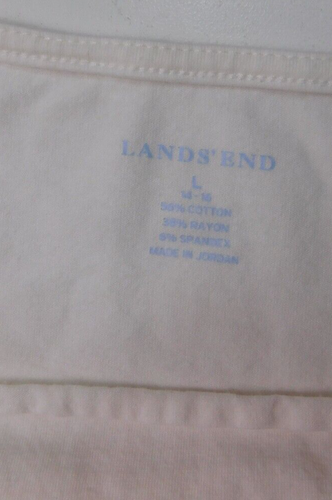 LANDS' END
L
14-16
COTTON
RAYON
SPANDEX
MADE IN JORDAN